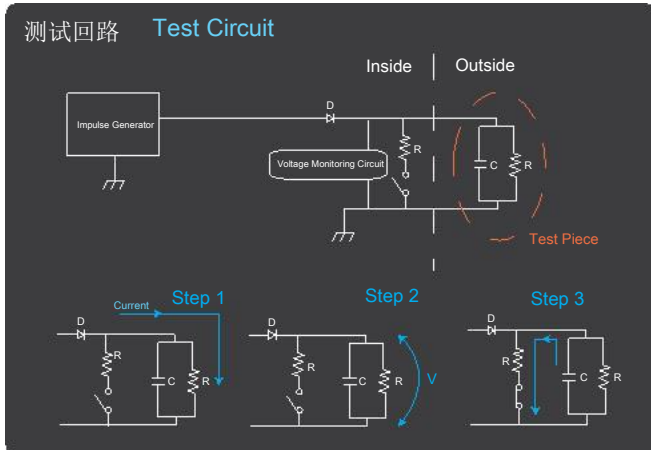 测试回路 Test Circuit
Inside
Outside
D
Impulse Generator
Voltage Monitoring Circuit
R
C
R
Test Piece
Step 1
Current
D
R
C
R
Step 2
D
R
C
R
V
Step 3
D
R
C
R